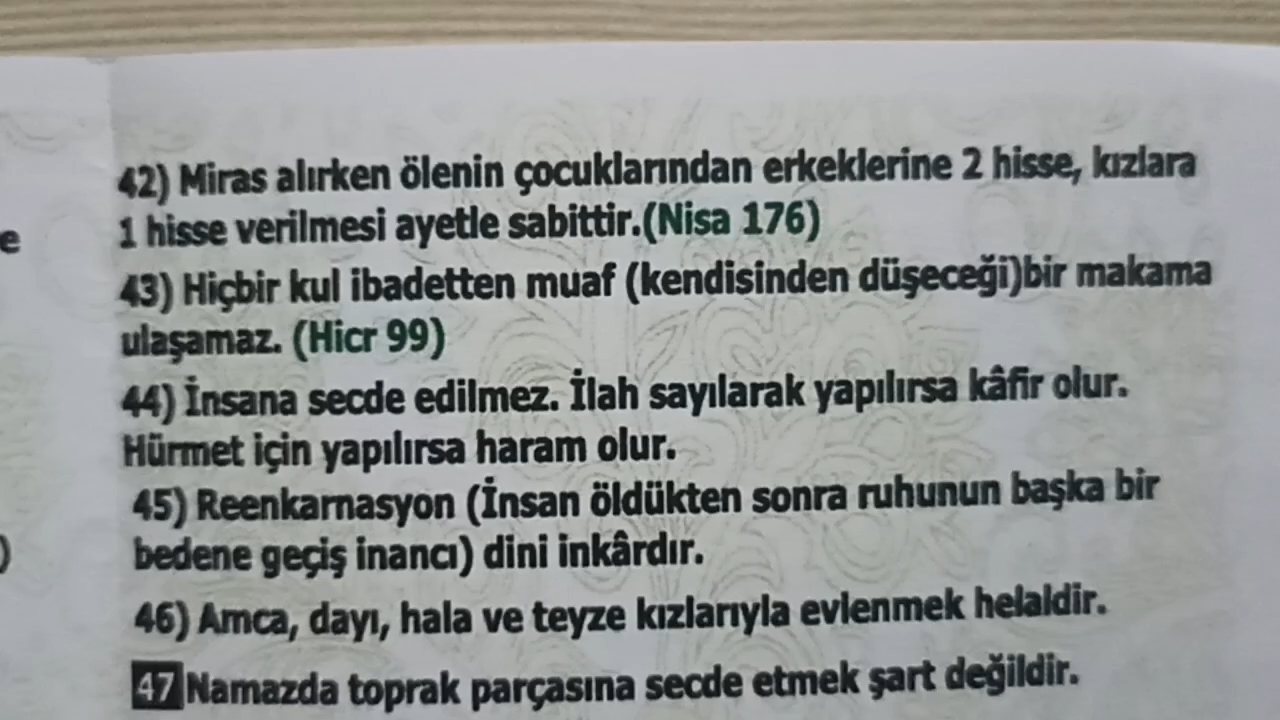 42) Miras alırken ölenin çocuklarından erkeklerine 2 hisse, kızlara
1 hisse verilmesi ayetle sabittir.(Nisa 176)
e
43) Hiçbir kul ibadetten muaf (kendisinden düşeceği)bir makama
ulaşamaz. (Hicr 99)
44) İnsana secde edilmez. İlah sayılarak yapılırsa kâfir olur.
Hürmet için yapılırsa haram olur.
45) Reenkarnasyon (İnsan öldükten sonra ruhunun başka bir
bedene geçiş inancı) dini inkârdır.
)
46) Amca, dayı, hala ve teyze kızlarıyla evlenmek helaldir.
47 Namazda toprak parçasına secde etmek şart değildir.